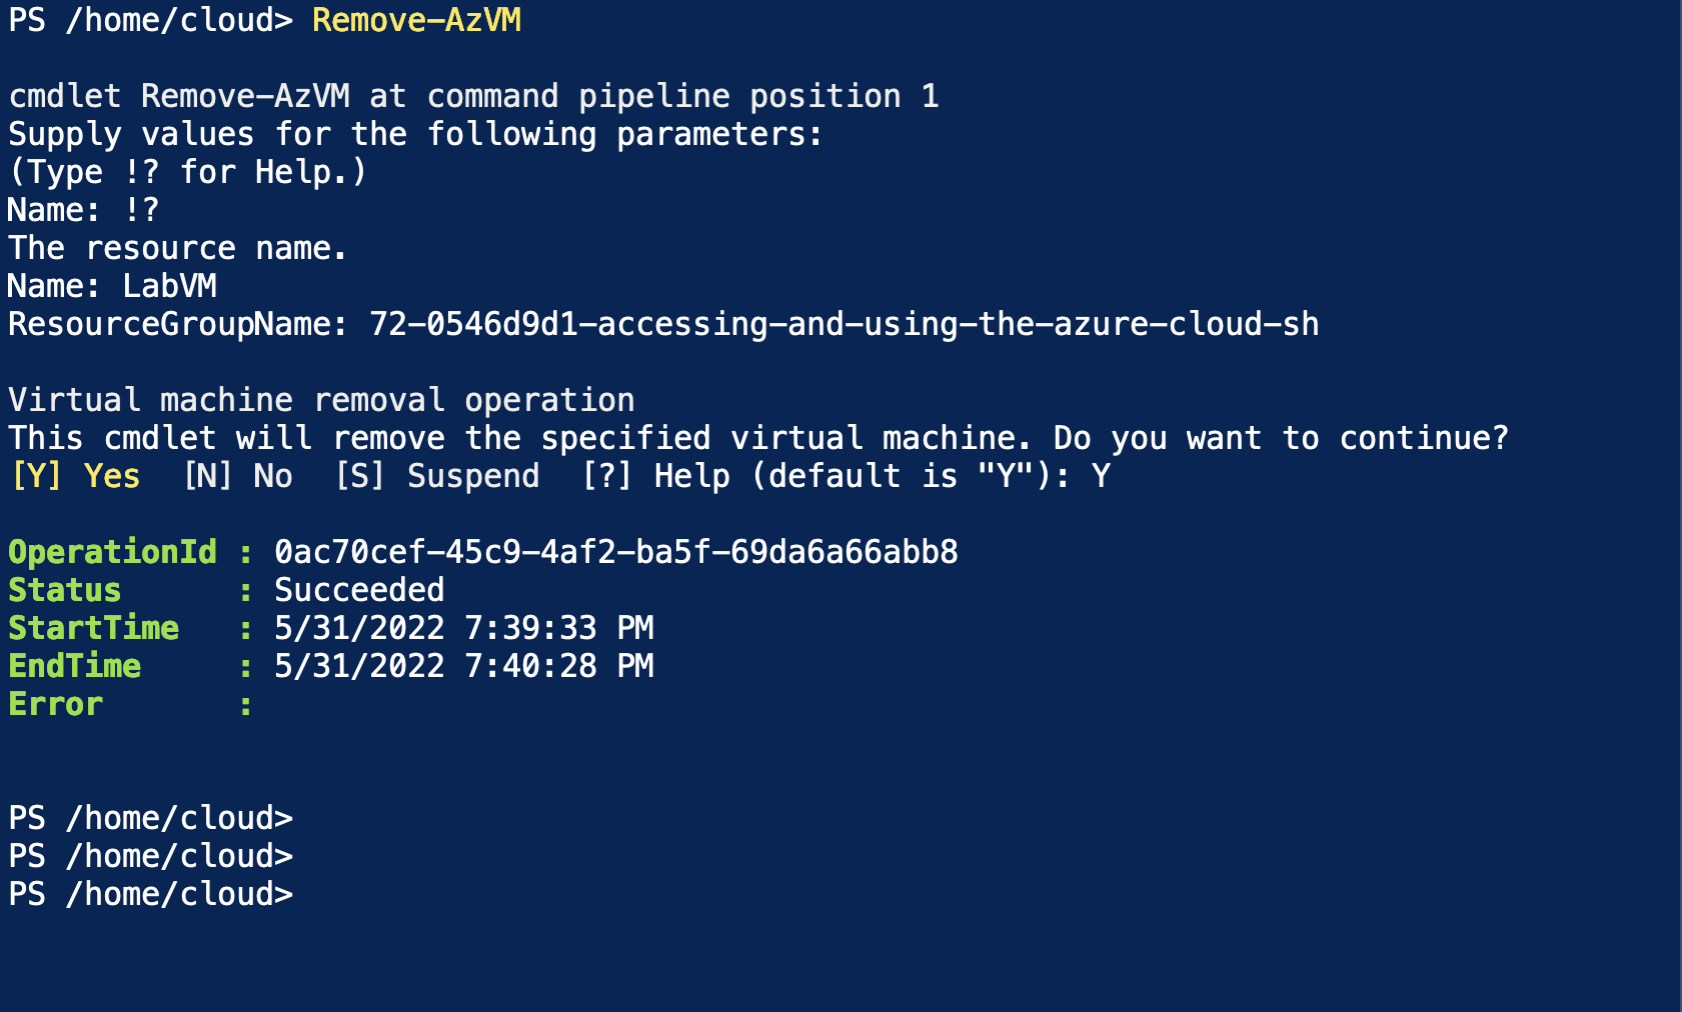 PS /home/cloud> Remove-AzVM
cmdlet Remove-AzVM at command pipeline position 1
Supply values for the following parameters:
(Type !? for Help.)
Name: !?
The resource name.
Name: LabVM
ResourceGroupName: 72-0546d9d1-accessing-and-using-the-azure-cloud-sh
Virtual machine removal operation
This cmdlet will remove the specified virtual machine. Do you want to continue?
[Y] Yes  [N] No  [S] Suspend  [?] Help (default is "Y"): Y
OperationId : 0ac70cef-45c9-4af2-ba5f-69da6a66abb8
Status      : Succeeded
StartTime   : 5/31/2022 7:39:33 PM
EndTime     : 5/31/2022 7:40:28 PM
Error       :
PS /home/cloud>
PS /home/cloud>
PS /home/cloud>